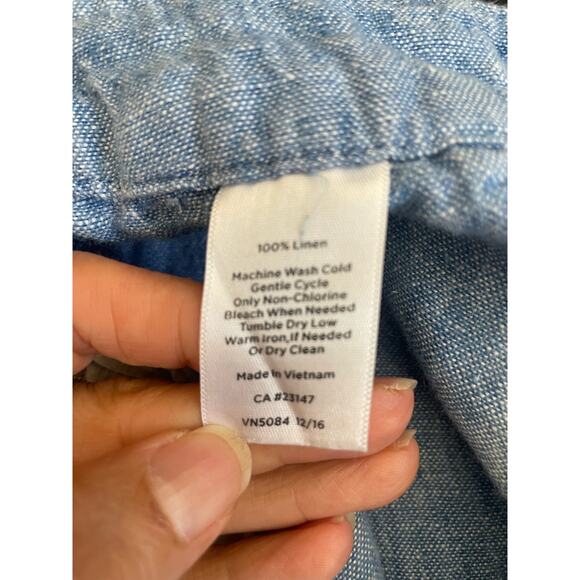 100% Linen
Machine Wash Cold
Gentle Cycle
Only Non-Chlorine
Bleach When Needed
Tumble Dry Low
Warm Iron,If Needed
Or Dry Clean
Made In Vietnam
CA #23147
VN5084 12/16